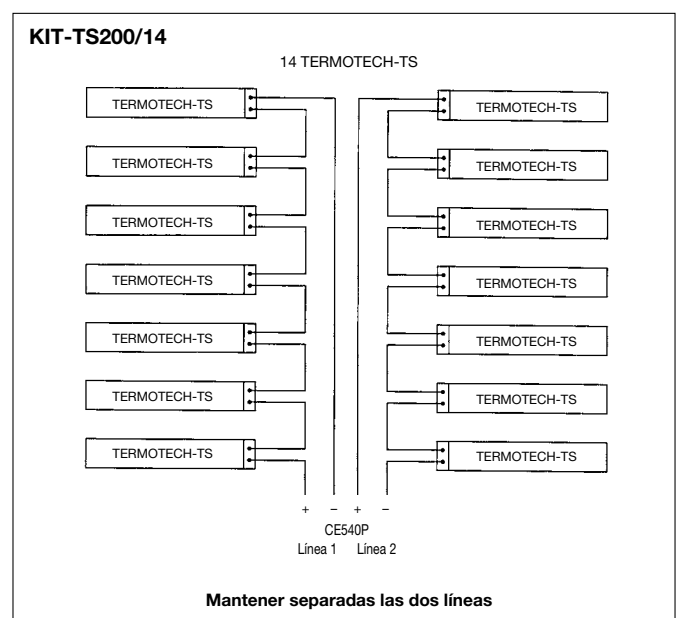 KIT-TS200/14
14 TERMOTECH-TS
TERMOTECH-TS TERMOTECH-TS
TERMOTECH-TS TERMOTECH-TS
TERMOTECH-TS TERMOTECH-TS
TERMOTECH-TS TERMOTECH-TS
TERMOTECH-TS TERMOTECH-TS
TERMOTECH-TS TERMOTECH-TS
TERMOTECH-TS TERMOTECH-TS
+ – + –
CE540P
Línea 1 Línea 2
Mantener separadas las dos líneas